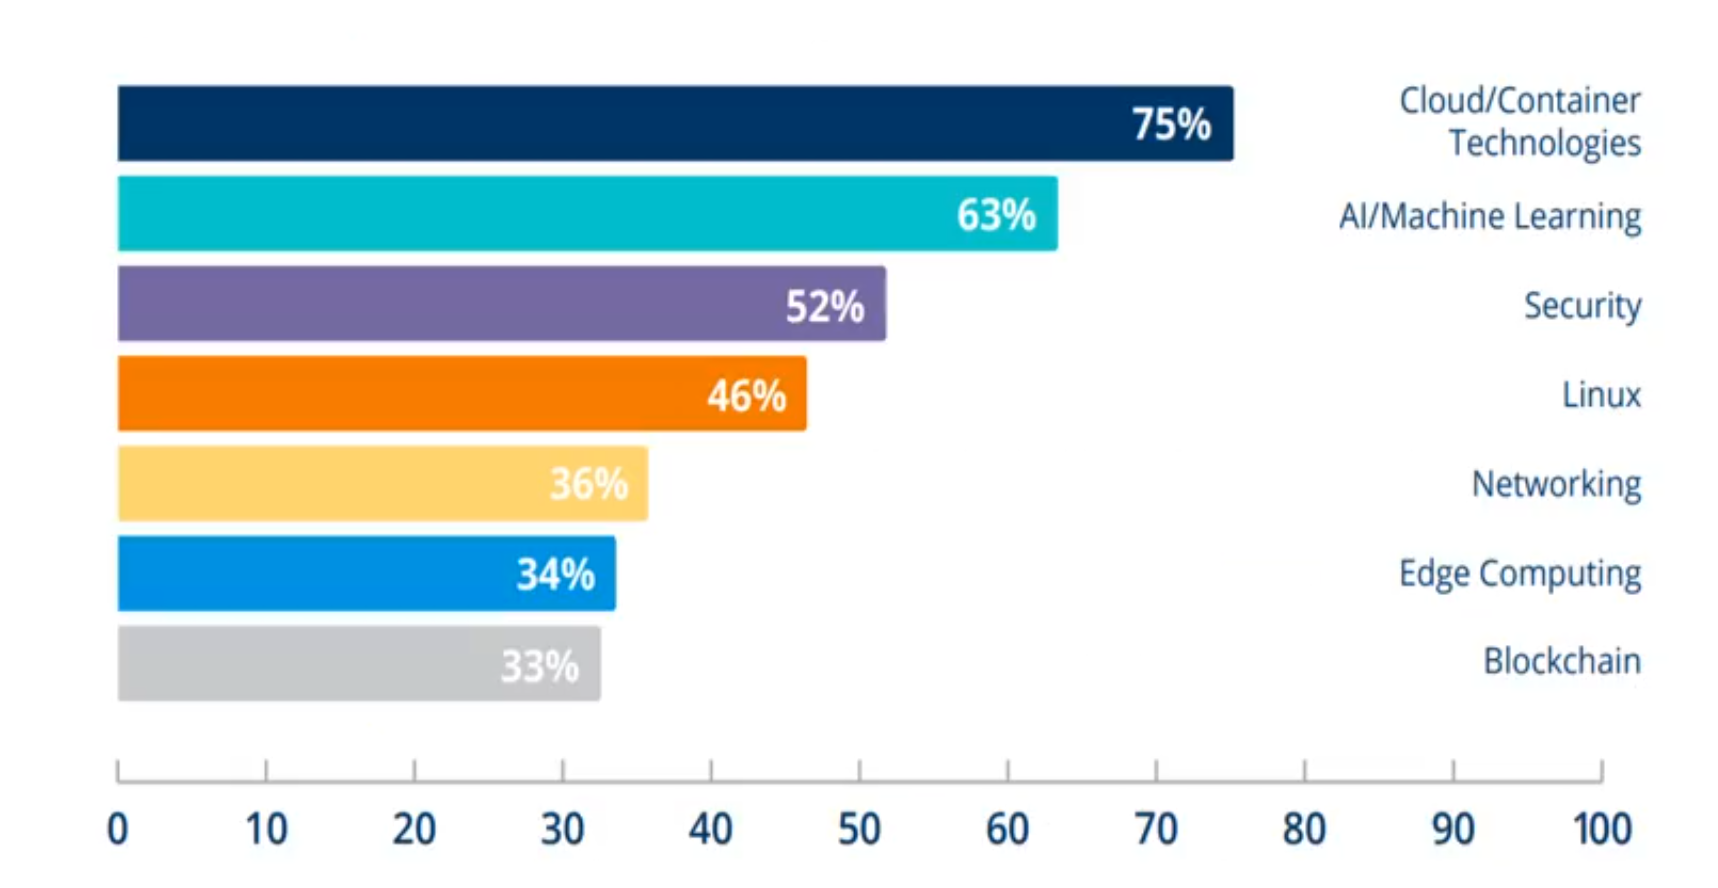 75%
Cloud/Container
Technologies
63%
AI/Machine Learning
52%
Security
46%
Linux
36%
Networking
34%
Edge Computing
33%
Blockchain
0 10 20 30 40 50 60 70 80 90 100